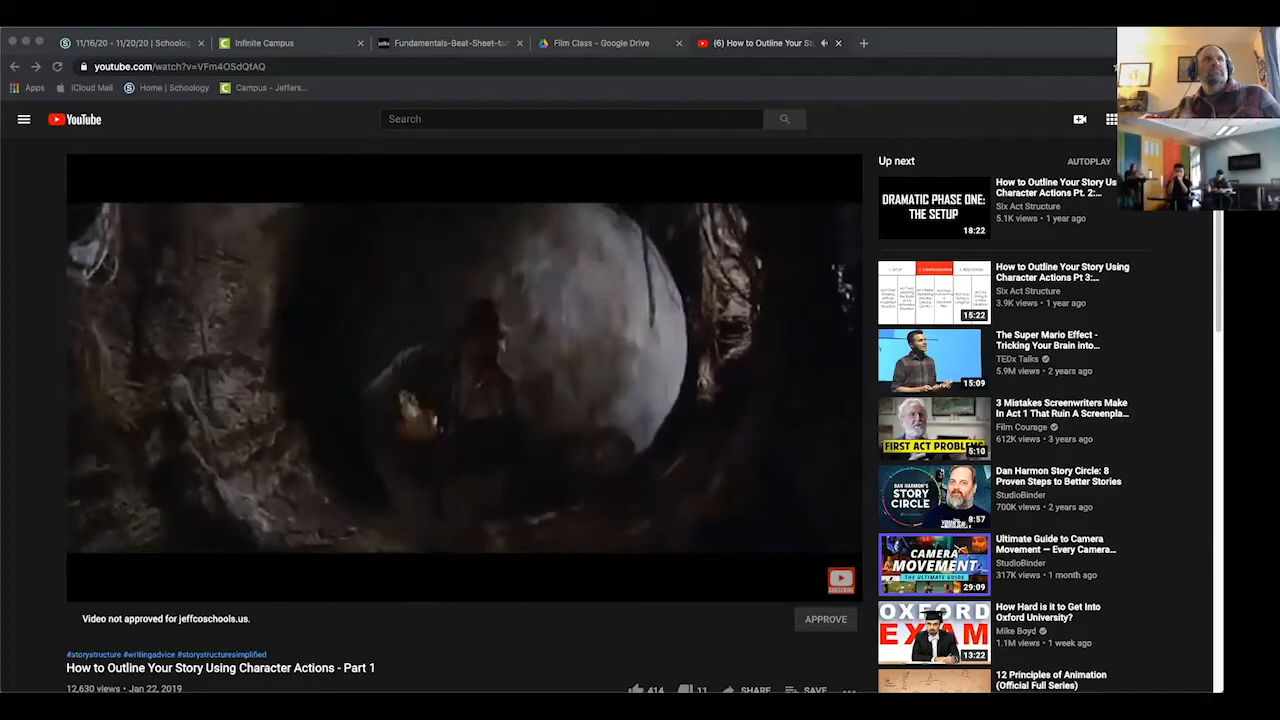 11/16/20 - 11/20/20 | Schoolog
Infinite Campus
Fundamentals-Beat-Sheet-tan
Film Class - Google Drive
(6) How to Outline Your Sto
youtube.com/watch?v=VFm4OSdQfAQ
Apps
iCloud Mail
Home | Schoology
Campus - Jeffers...
YouTube
Search
Up next
AUTOPLAY
DRAMATIC PHASE ONE:
THE SETUP
18:22
How to Outline Your Story Us
Character Actions Pt. 2:...
Six Act Structure
5.1K views • 1 year ago
15:22
How to Outline Your Story Using
Character Actions Pt 3:...
Six Act Structure
3.9K views • 1 year ago
15:09
The Super Mario Effect -
Tricking Your Brain into...
TEDx Talks
5.9M views • 2 years ago
FIRST ACT PROBLEMS
5:10
3 Mistakes Screenwriters Make
In Act 1 That Ruin A Screenpla...
Film Courage
612K views • 3 years ago
DAN HARMON'S
STORY
CIRCLE
8:57
Dan Harmon Story Circle: 8
Proven Steps to Better Stories
StudioBinder
700K views • 2 years ago
CAMERA
MOVEMENT
THE ULTIMATE GUIDE
29:09
Ultimate Guide to Camera
Movement — Every Camera...
StudioBinder
317K views • 1 month ago
OXFORD
EXAM
13:22
How Hard is it to Get Into
Oxford University?
Mike Boyd
1.1M views • 1 week ago
12 Principles of Animation
(Official Full Series)
SUBSCRIBE
Video not approved for jeffcoschools.us.
APPROVE
#storystructure #writingadvice #storystructuresimplified
How to Outline Your Story Using Character Actions - Part 1
12,630 views • Jan 22, 2019
414
11
SHARE
SAVE